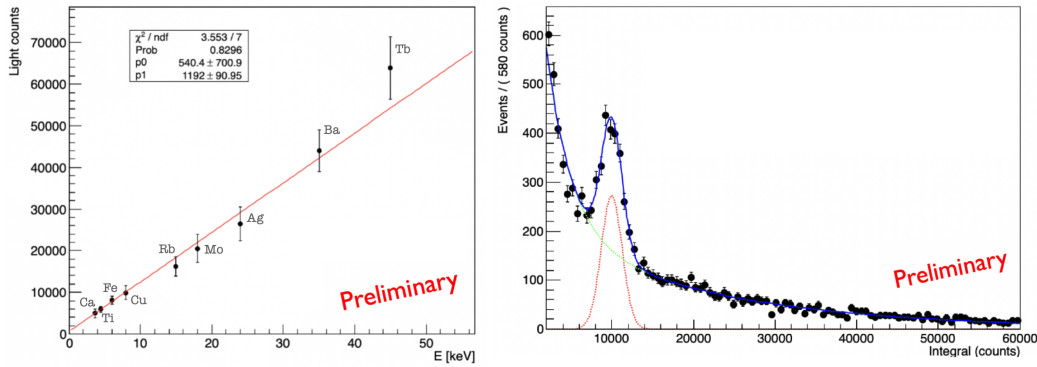 Light counts
70000
60000
50000
40000
30000
20000
10000
0
χ² / ndf 3.553 / 7
Prob 0.8296
p0 540.4 ± 700.9
p1 1192 ± 90.95
Tb
Ba
Ag
Rb
Mo
Fe
Ca
Cu
Ti
Preliminary
0 10 20 30 40 50 60
E [keV]
Events / ( 580 counts )
600
500
400
300
200
100
0
Preliminary
10000 20000 30000 40000 50000 60000
Integral (counts)